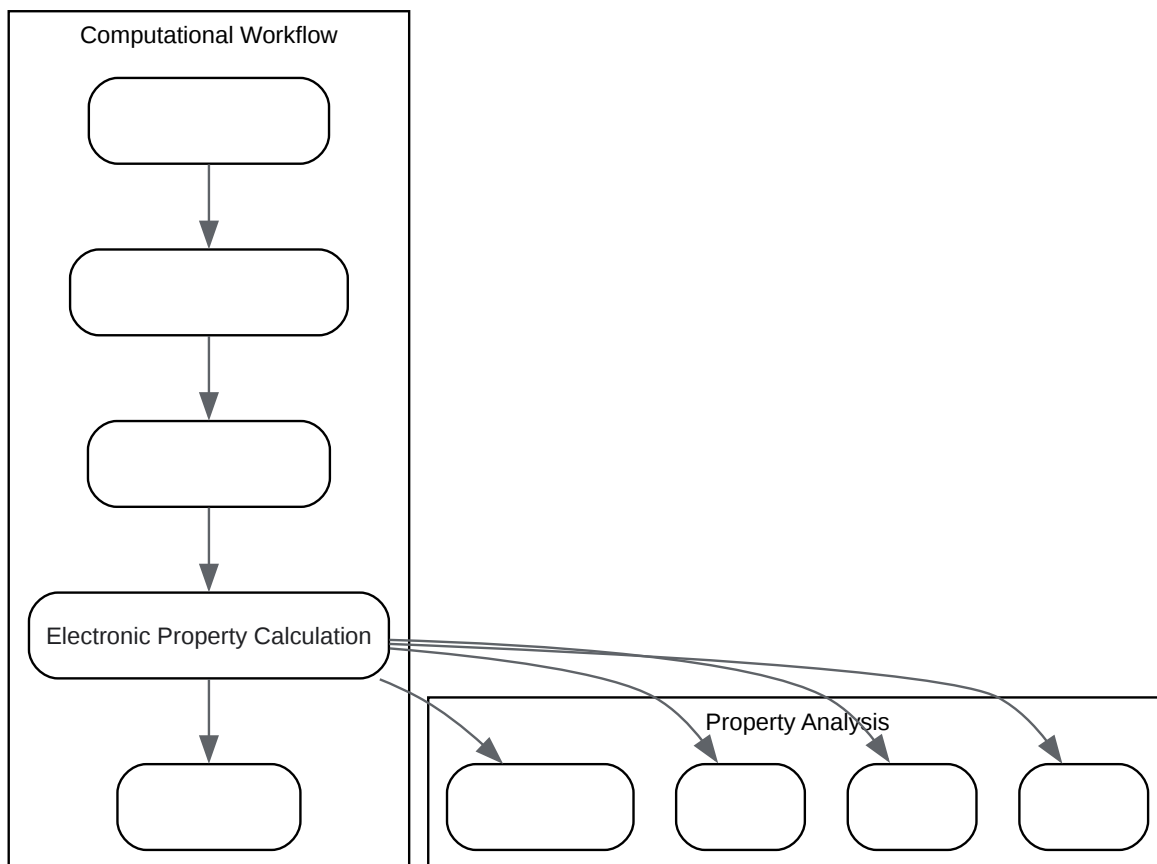 Computational Workflow
Electronic Property Calculation
Property Analysis